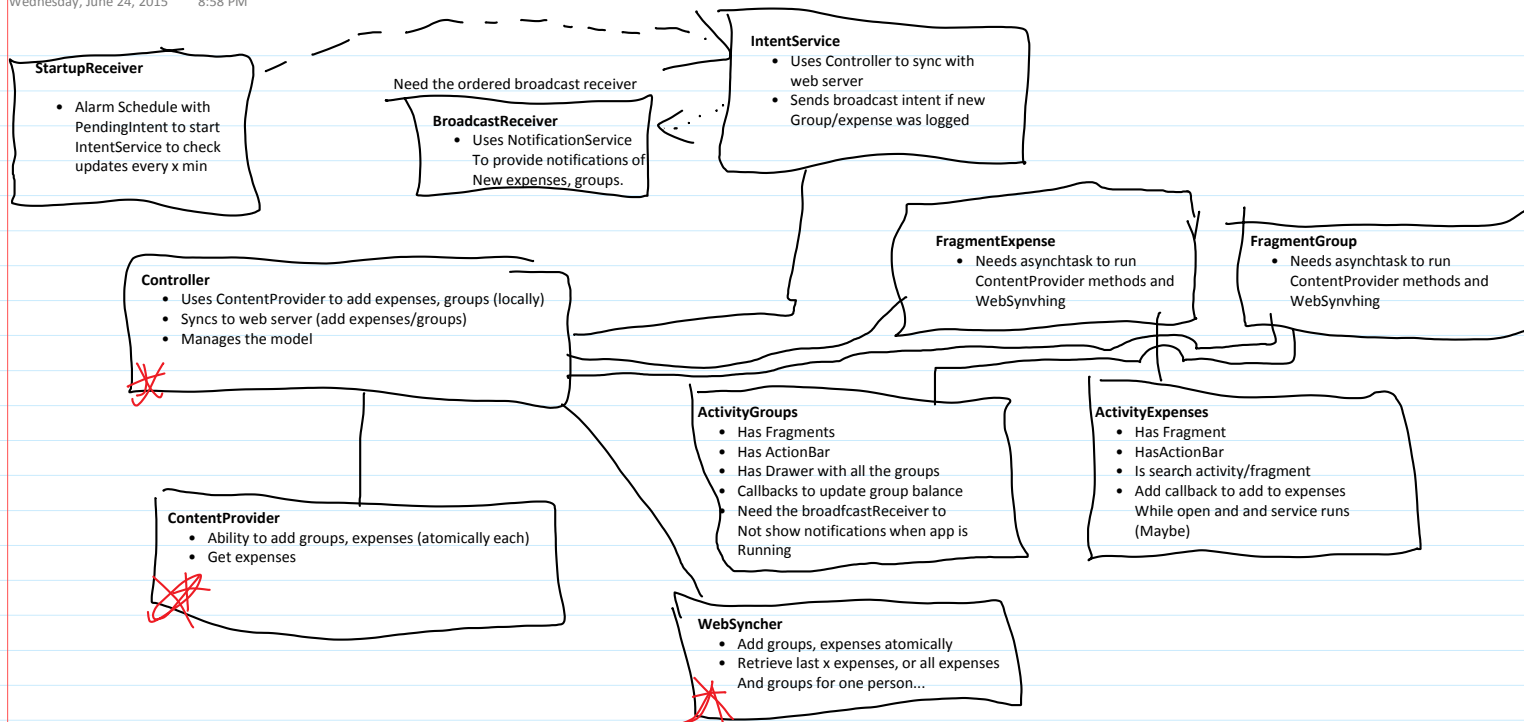 Wednesday, June 24, 2015 8:58 PM
StartupReceiver
• Alarm Schedule with
PendingIntent to start
IntentService to check
updates every x min
Need the ordered broadcast receiver
BroadcastReceiver
• Uses NotificationService
To provide notifications of
New expenses, groups.
IntentService
• Uses Controller to sync with
web server
• Sends broadcast intent if new
Group/expense was logged
FragmentExpense
• Needs asynchtask to run
ContentProvider methods and
WebSynvhing
FragmentGroup
• Needs asynchtask to run
ContentProvider methods and
WebSynvhing
Controller
• Uses ContentProvider to add expenses, groups (locally)
• Syncs to web server (add expenses/groups)
• Manages the model
ActivityGroups
• Has Fragments
• Has ActionBar
• Has Drawer with all the groups
• Callbacks to update group balance
• Need the broadfcastReceiver to
Not show notifications when app is
Running
ActivityExpenses
• Has Fragment
• HasActionBar
• Is search activity/fragment
• Add callback to add to expenses
While open and and service runs
(Maybe)
ContentProvider
• Ability to add groups, expenses (atomically each)
• Get expenses
WebSyncher
• Add groups, expenses atomically
• Retrieve last x expenses, or all expenses
And groups for one person...